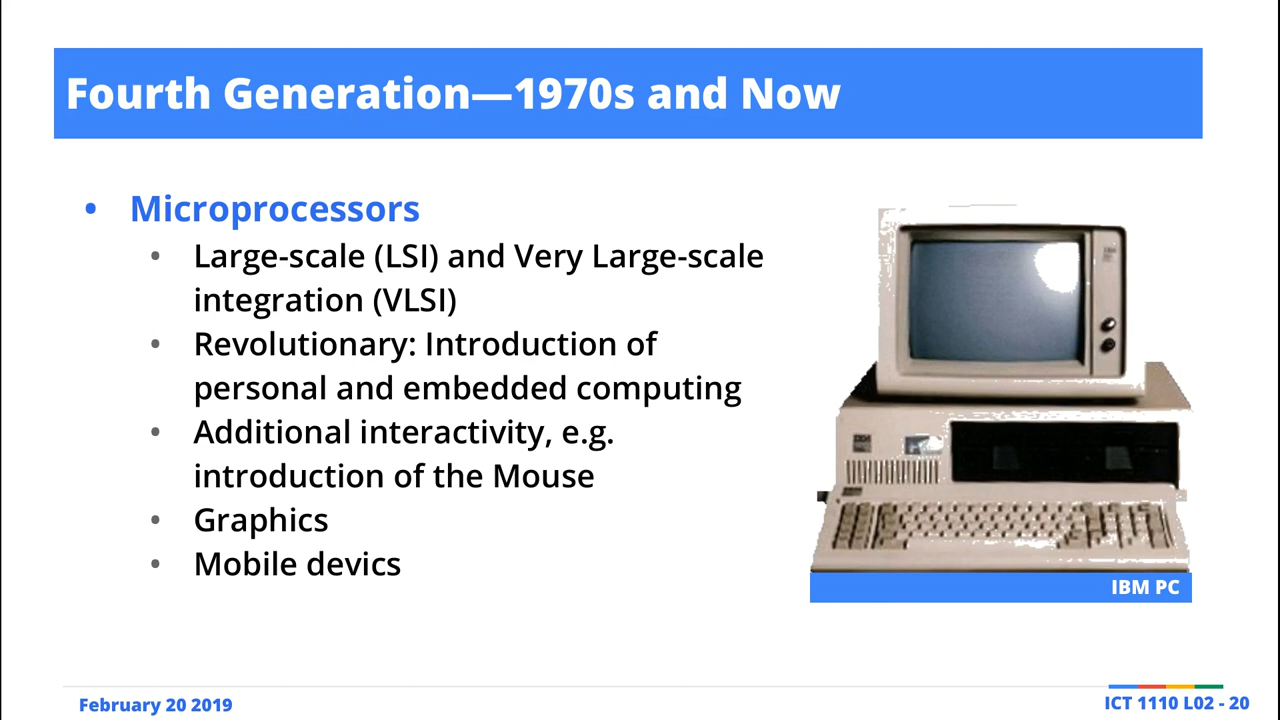 Fourth Generation—1970s and Now
• Microprocessors
• Large-scale (LSI) and Very Large-scale
integration (VLSI)
• Revolutionary: Introduction of
personal and embedded computing
• Additional interactivity, e.g.
introduction of the Mouse
• Graphics
• Mobile devics
IBM PC
February 20 2019
ICT 1110 L02 - 20